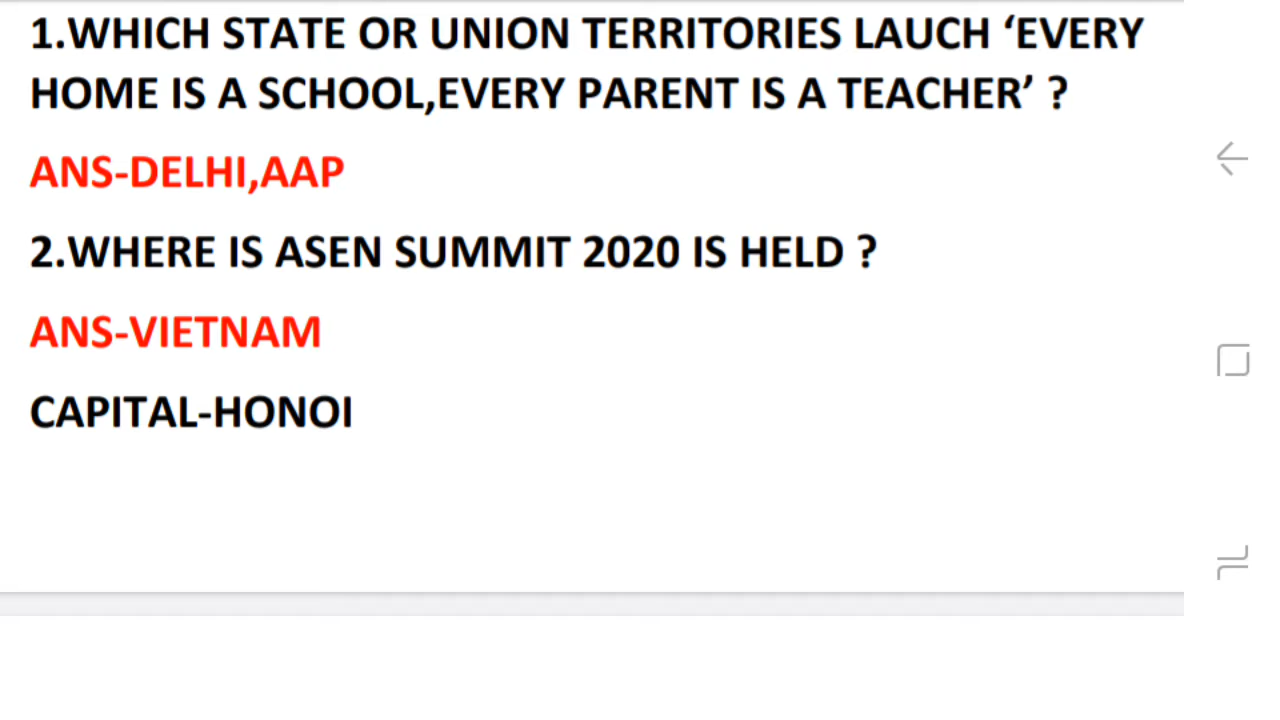 1.WHICH STATE OR UNION TERRITORIES LAUCH ‘EVERY
HOME IS A SCHOOL,EVERY PARENT IS A TEACHER’ ?
ANS-DELHI,AAP
2.WHERE IS ASEN SUMMIT 2020 IS HELD ?
ANS-VIETNAM
CAPITAL-HONOI